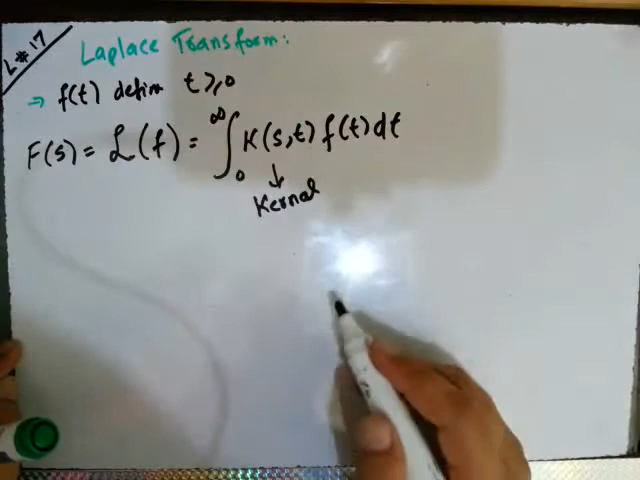 L#17
Laplace Transform:
⇒ f(t) defin t ≥ 0
F(s) = ℒ(f) = ∫₀^∞ K(s,t) f(t) dt
↓
Kernal